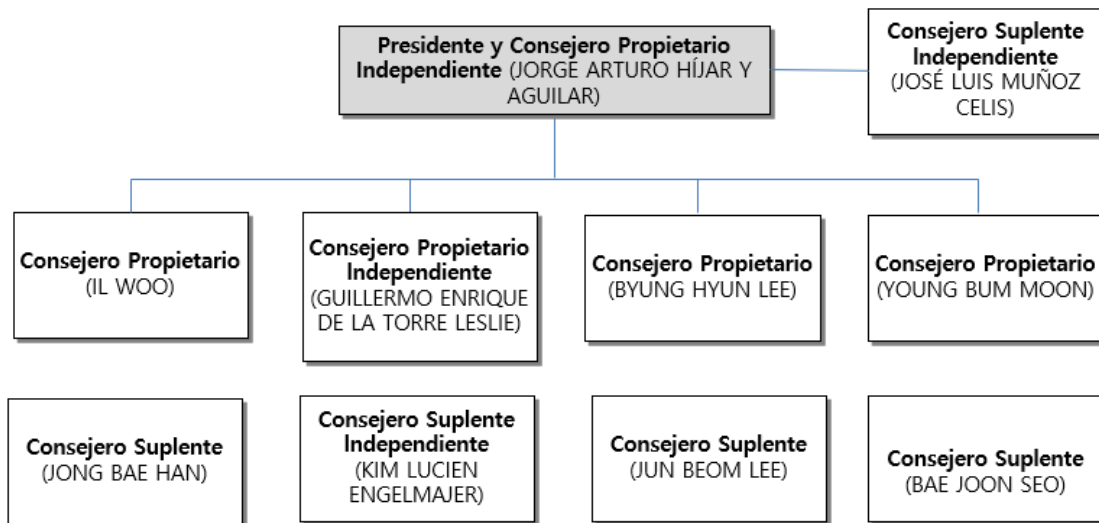 Presidente y Consejero Propietario
Independiente (JORGE ARTURO HÍJAR Y
AGUILAR)
Consejero Suplente
Independiente
(JOSÉ LUIS MUÑOZ
CELIS)
Consejero Propietario
(IL WOO)
Consejero Propietario
Independiente
(GUILLERMO ENRIQUE
DE LA TORRE LESLIE)
Consejero Propietario
(BYUNG HYUN LEE)
Consejero Propietario
(YOUNG BUM MOON)
Consejero Suplente
(JONG BAE HAN)
Consejero Suplente
Independiente
(KIM LUCIEN
ENGELMAJER)
Consejero Suplente
(JUN BEOM LEE)
Consejero Suplente
(BAE JOON SEO)